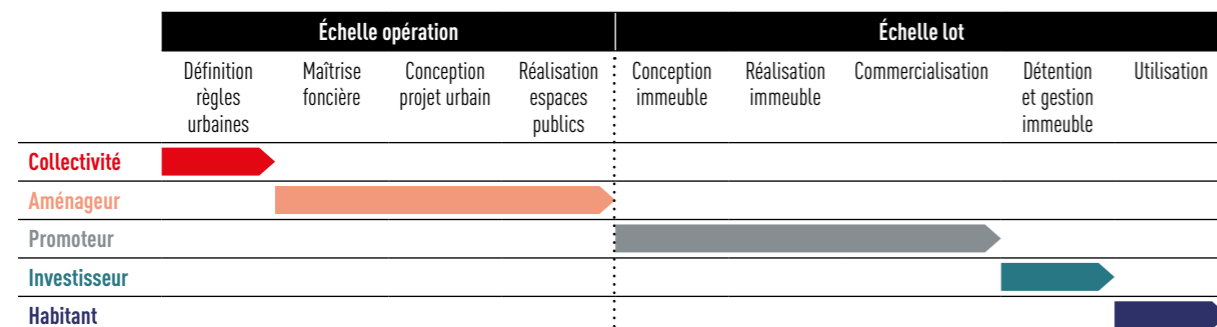 Échelle opération
Échelle lot
Définition règles urbaines
Maîtrise foncière
Conception projet urbain
Réalisation espaces publics
Conception immeuble
Réalisation immeuble
Commercialisation
Détention et gestion immeuble
Utilisation
Collectivité
Aménageur
Promoteur
Investisseur
Habitant